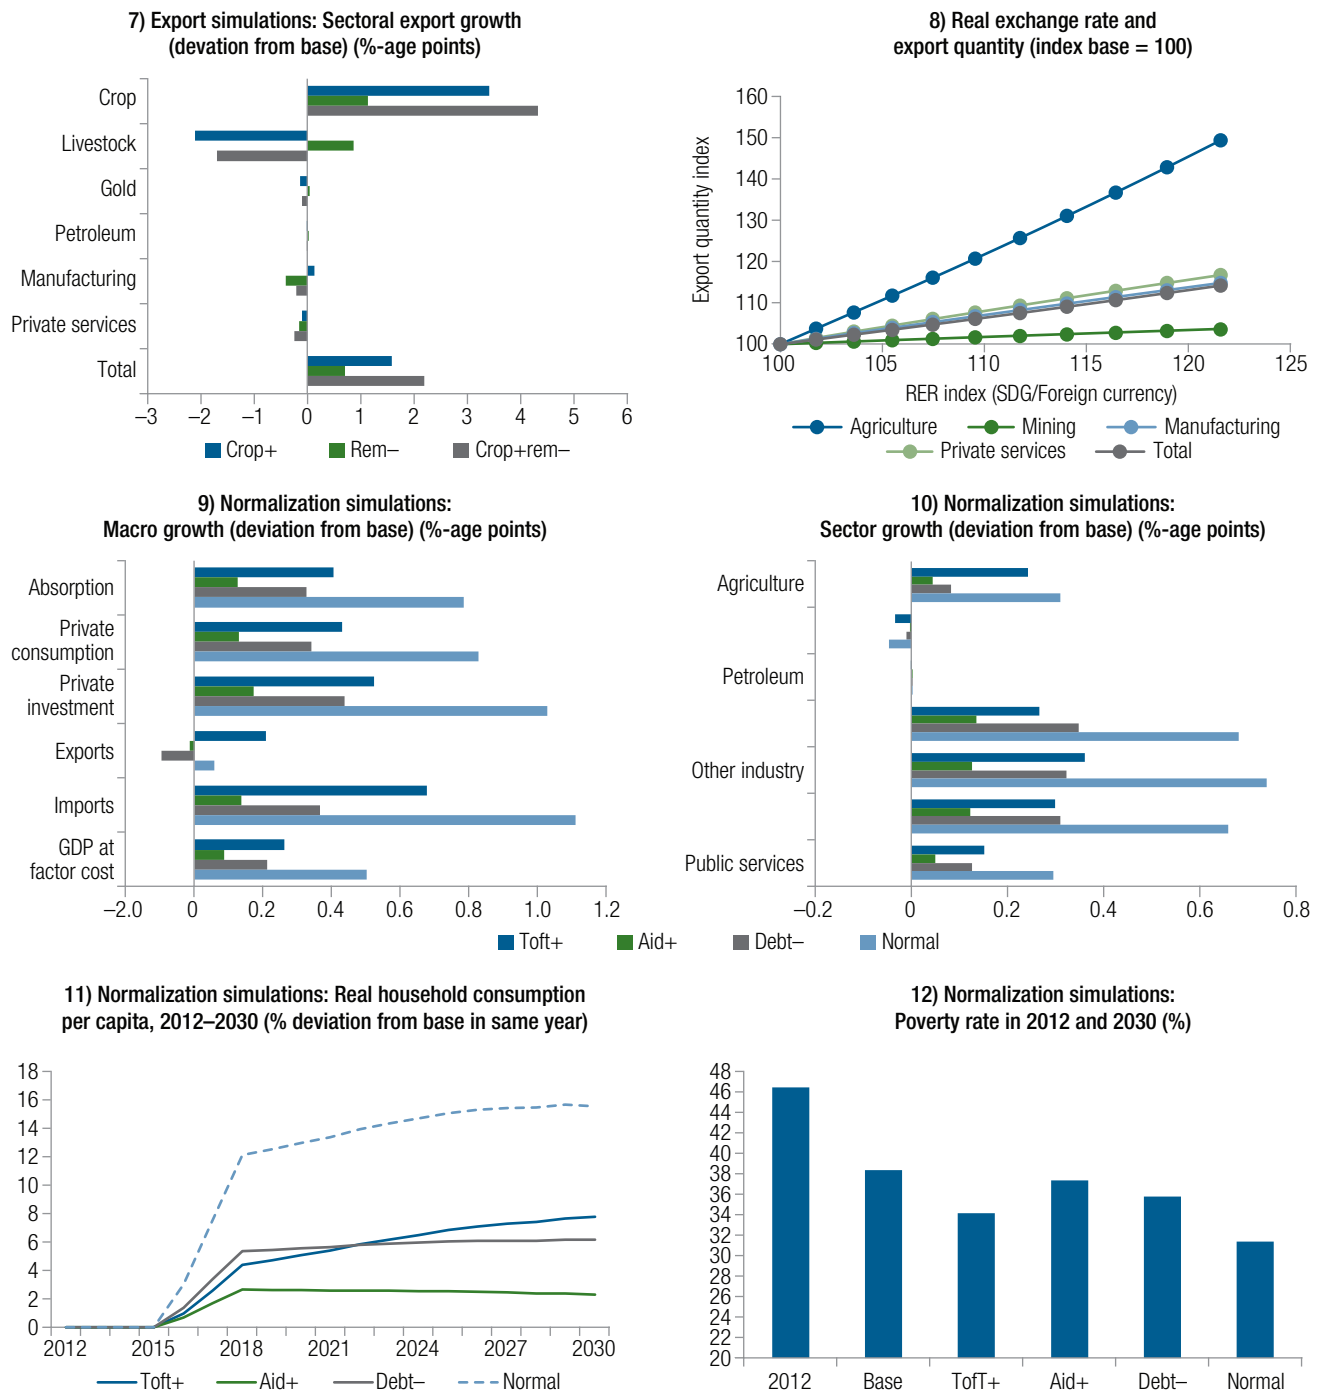 7) Export simulations: Sectoral export growth
(devation from base) (%-age points)
Crop
Livestock
Gold
Petroleum
Manufacturing
Private services
Total
–3 –2 –1 0 1 2 3 4 5 6
Crop+ Rem– Crop+rem–
8) Real exchange rate and
export quantity (index base = 100)
Export quantity index
160
150
140
130
120
110
100
100 105 110 115 120 125
RER index (SDG/Foreign currency)
Agriculture Mining Manufacturing
Private services Total
9) Normalization simulations:
Macro growth (deviation from base) (%-age points)
Absorption
Private
consumption
Private
investment
Exports
Imports
GDP at
factor cost
–2.0 0 0.2 0.4 0.6 0.8 1.0 1.2
10) Normalization simulations:
Sector growth (deviation from base) (%-age points)
Agriculture
Petroleum
Other industry
Public services
–0.2 0 0.2 0.4 0.6 0.8
Toft+ Aid+ Debt– Normal
11) Normalization simulations: Real household consumption
per capita, 2012–2030 (% deviation from base in same year)
18
16
14
12
10
8
6
4
2
0
2012 2015 2018 2021 2024 2027 2030
Toft+ Aid+ Debt– Normal
12) Normalization simulations:
Poverty rate in 2012 and 2030 (%)
48
46
44
42
40
38
36
34
32
30
28
26
24
22
20
2012 Base TofT+ Aid+ Debt– Normal